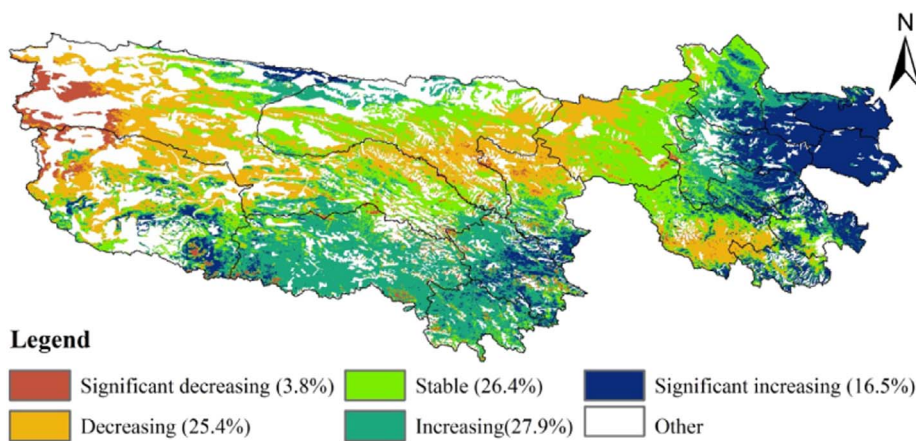 N
Legend
Significant decreasing (3.8%)
Stable (26.4%)
Significant increasing (16.5%)
Decreasing (25.4%)
Increasing(27.9%)
Other